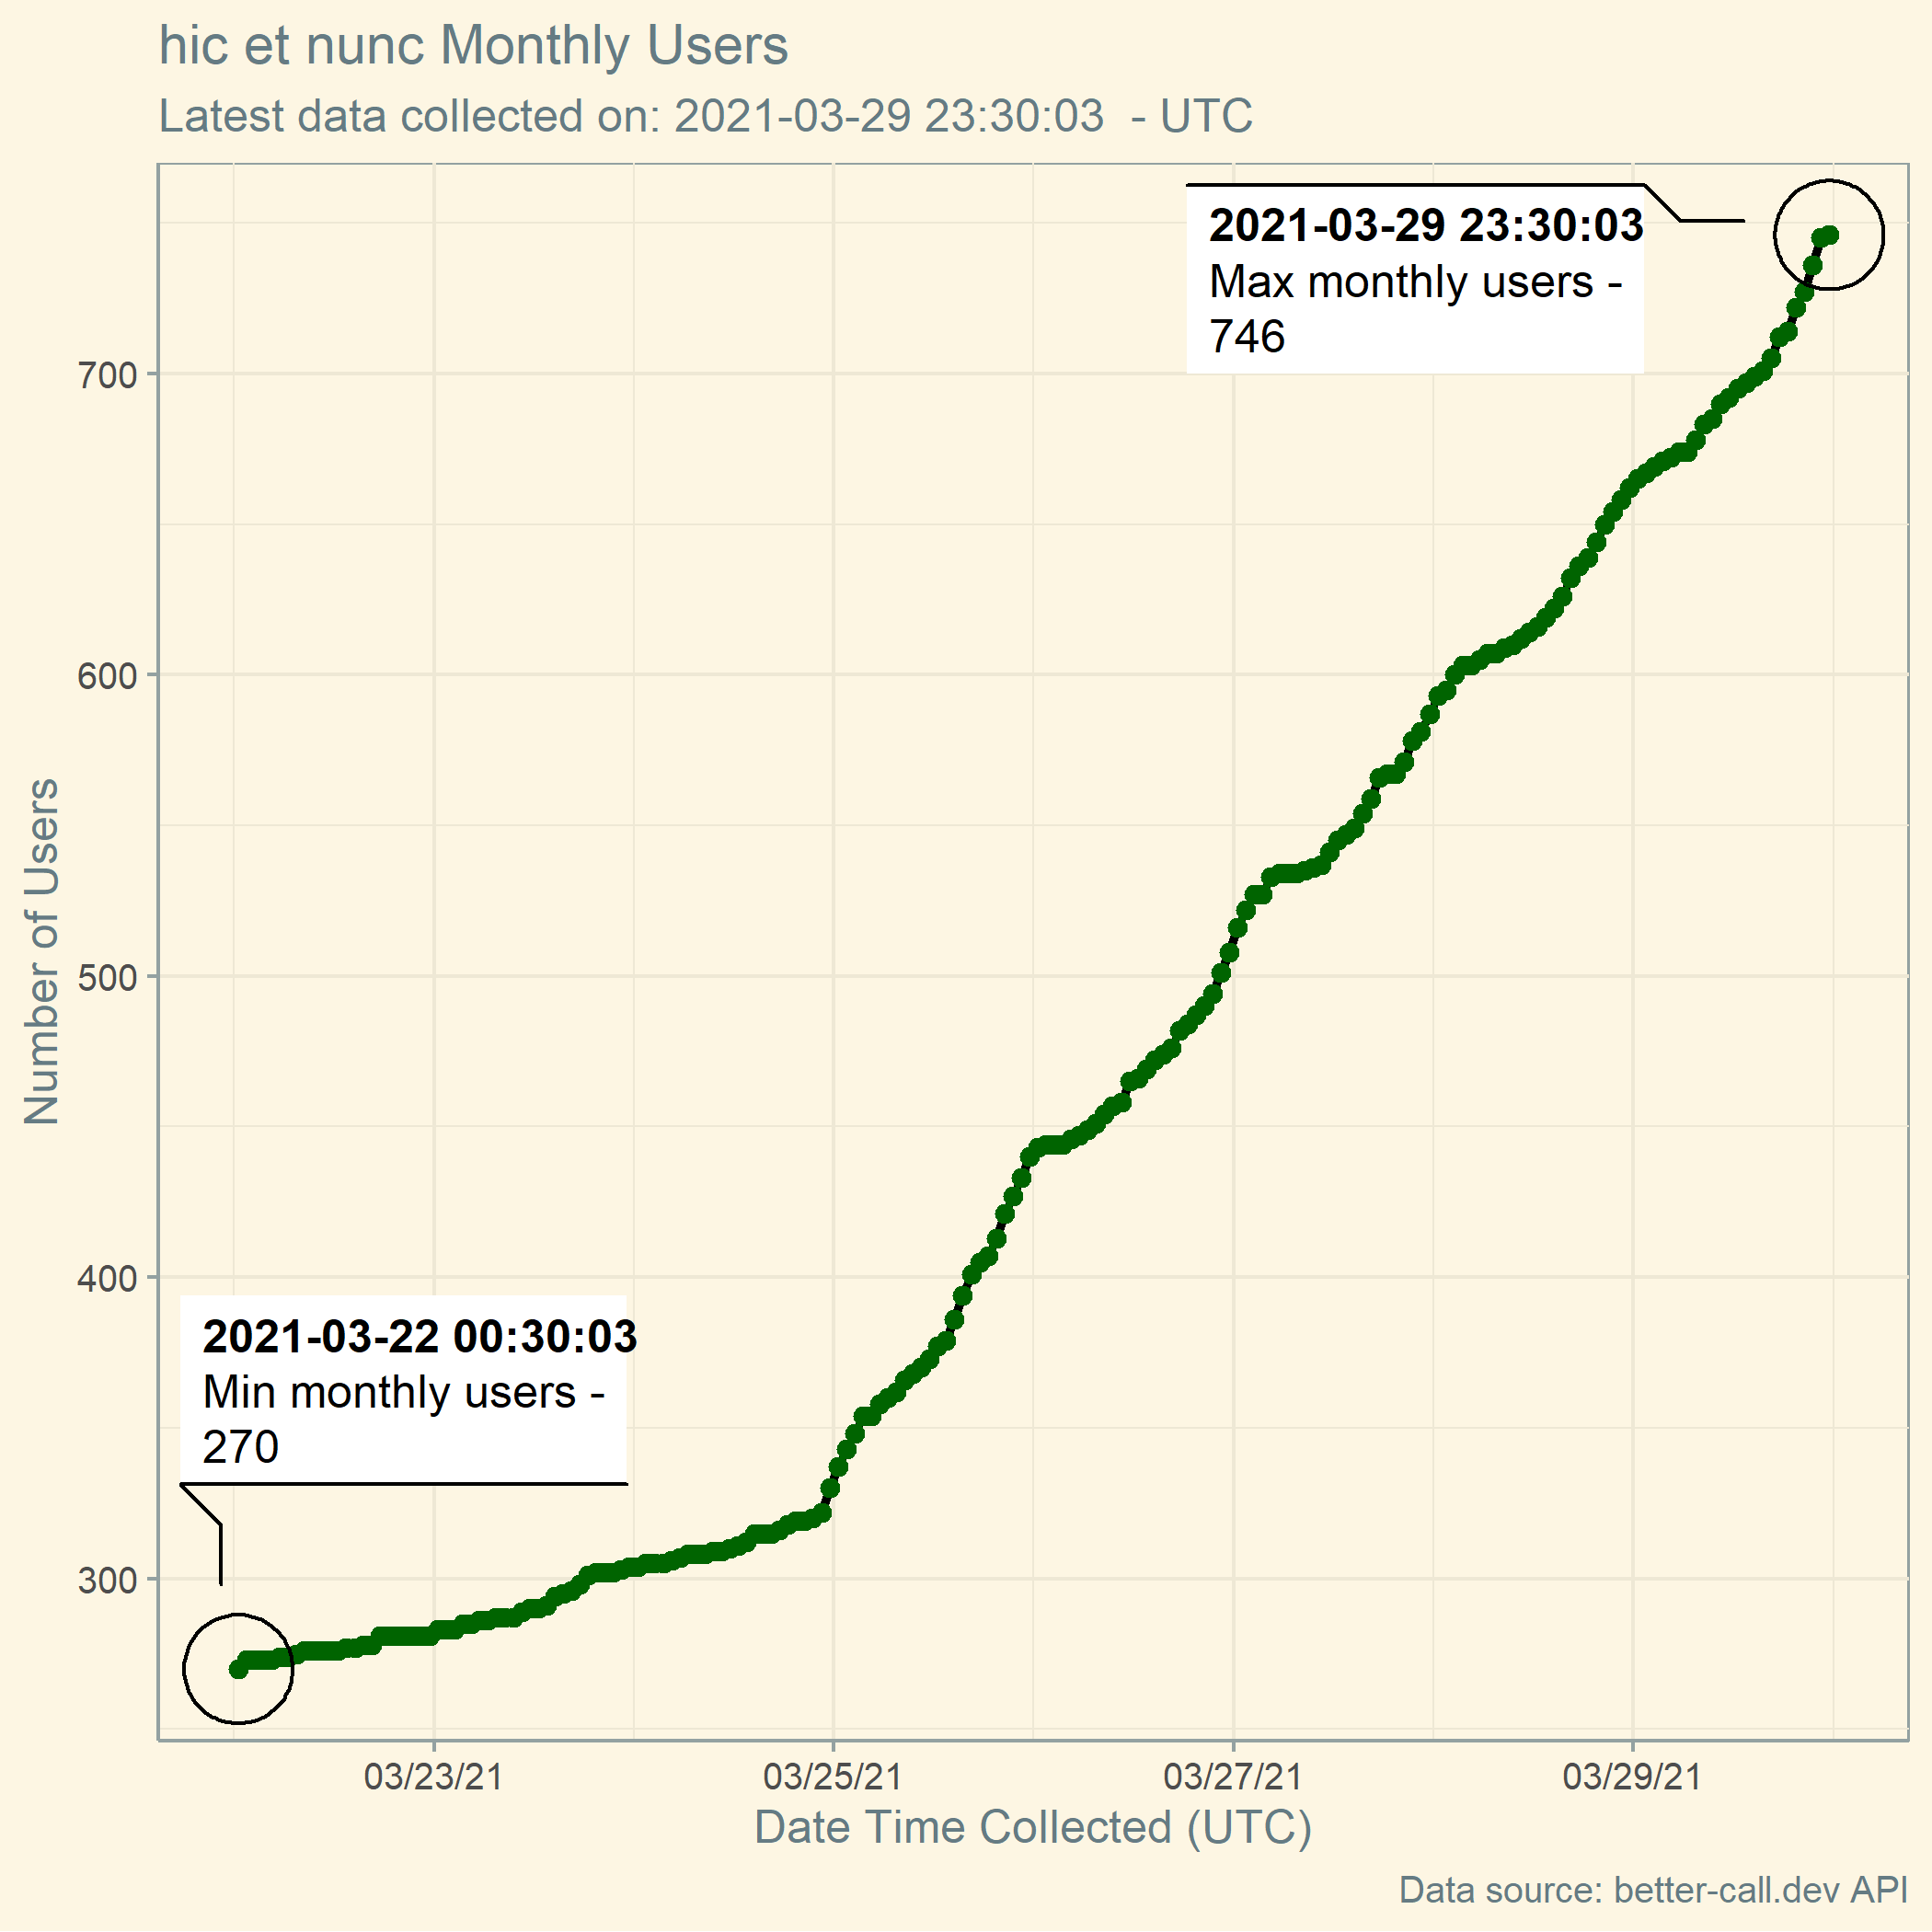 hic et nunc Monthly Users
Latest data collected on: 2021-03-29 23:30:03  - UTC
2021-03-29 23:30:03
Max monthly users -
746
700
600
500
400
300
Number of Users
2021-03-22 00:30:03
Min monthly users -
270
03/23/21
03/25/21
03/27/21
03/29/21
Date Time Collected (UTC)
Data source: better-call.dev API